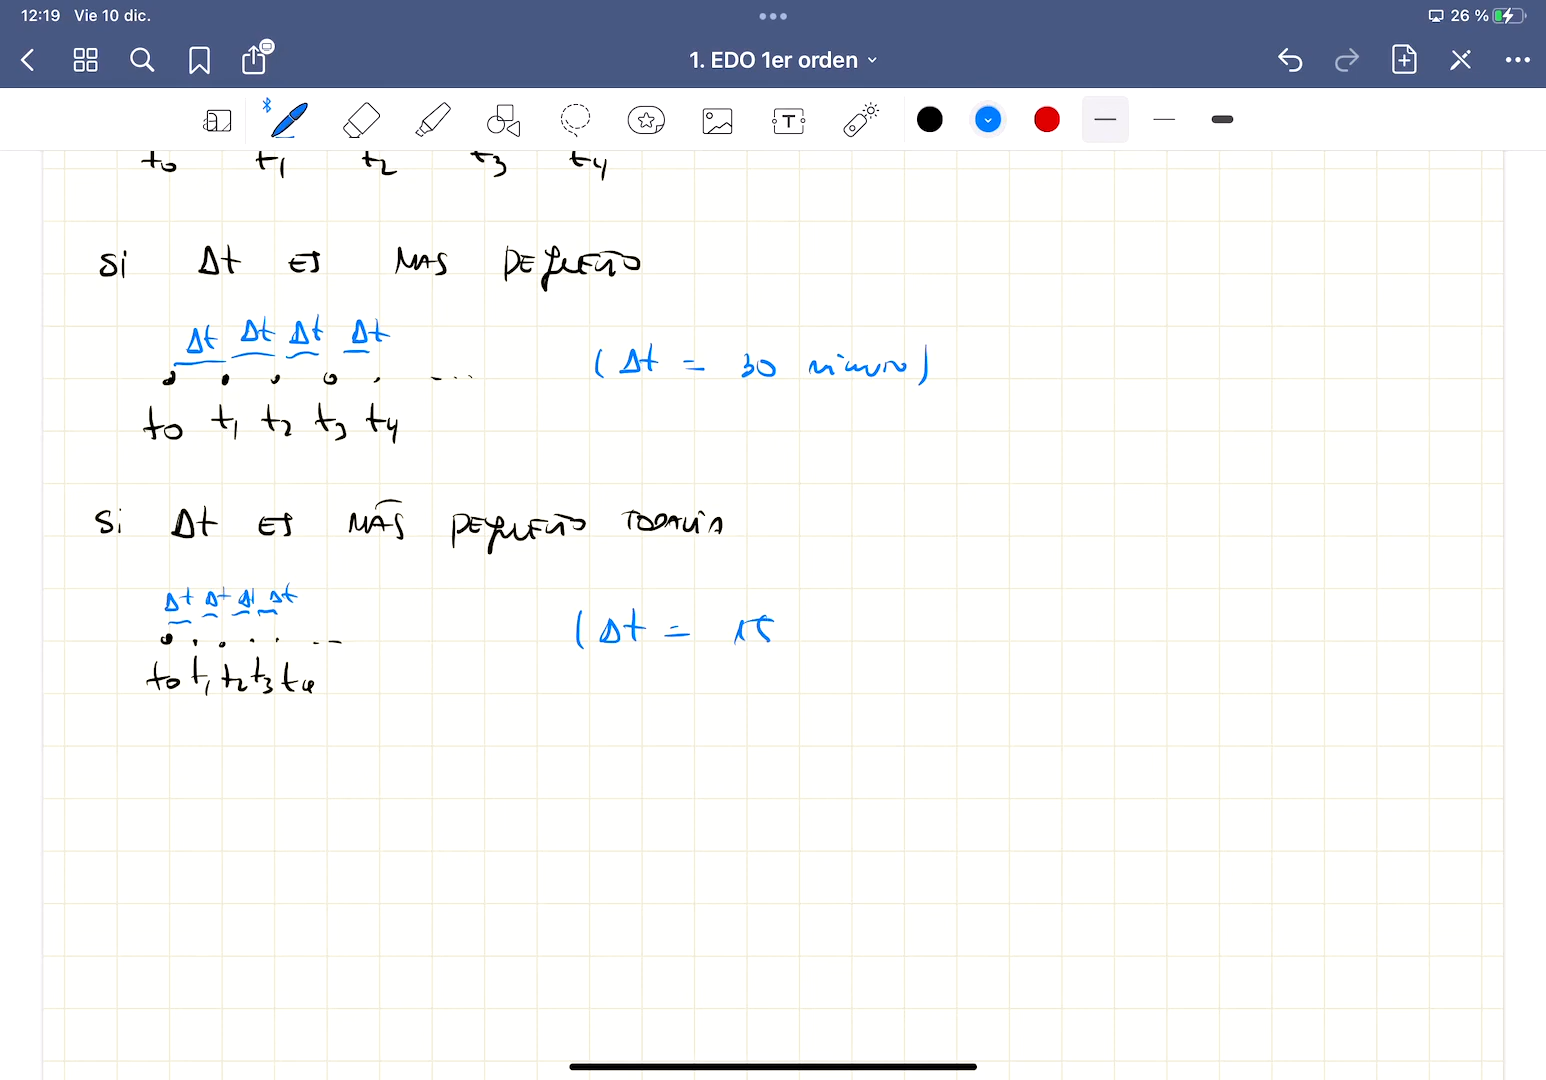 12:19 Vie 10 dic. 26 %
1. EDO 1er orden
t0 t1 t2 t3 t4
Si Δt ES MAS PEQUEÑO
Δt Δt Δt Δt
(Δt = 30 minutos)
t0 t1 t2 t3 t4
Si Δt ES MÁS PEQUEÑO TODAVÍA
Δt Δt Δt Δt
(Δt = 15
t0 t1 t2 t3 t4